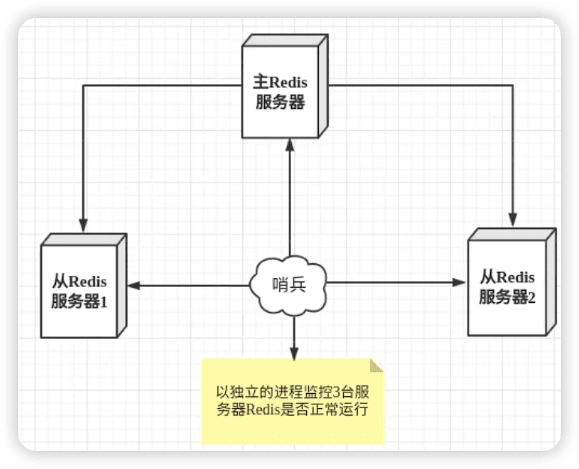 主Redis
服务器
从Redis
服务器1
哨兵
从Redis
服务器2
以独立的进程监控3台服
务器Redis是否正常运行